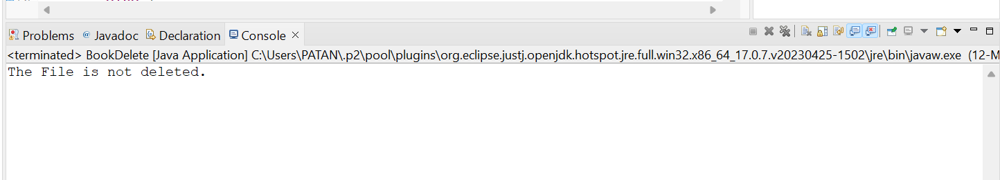 Problems @ Javadoc Declaration Console
<terminated> BookDelete [Java Application] C:\Users\PATAN\.p2\pool\plugins\org.eclipse.justj.openjdk.hotspot.jre.full.win32.x86_64_17.0.7.v20230425-1502\jre\bin\javaw.exe (12-M
The File is not deleted.